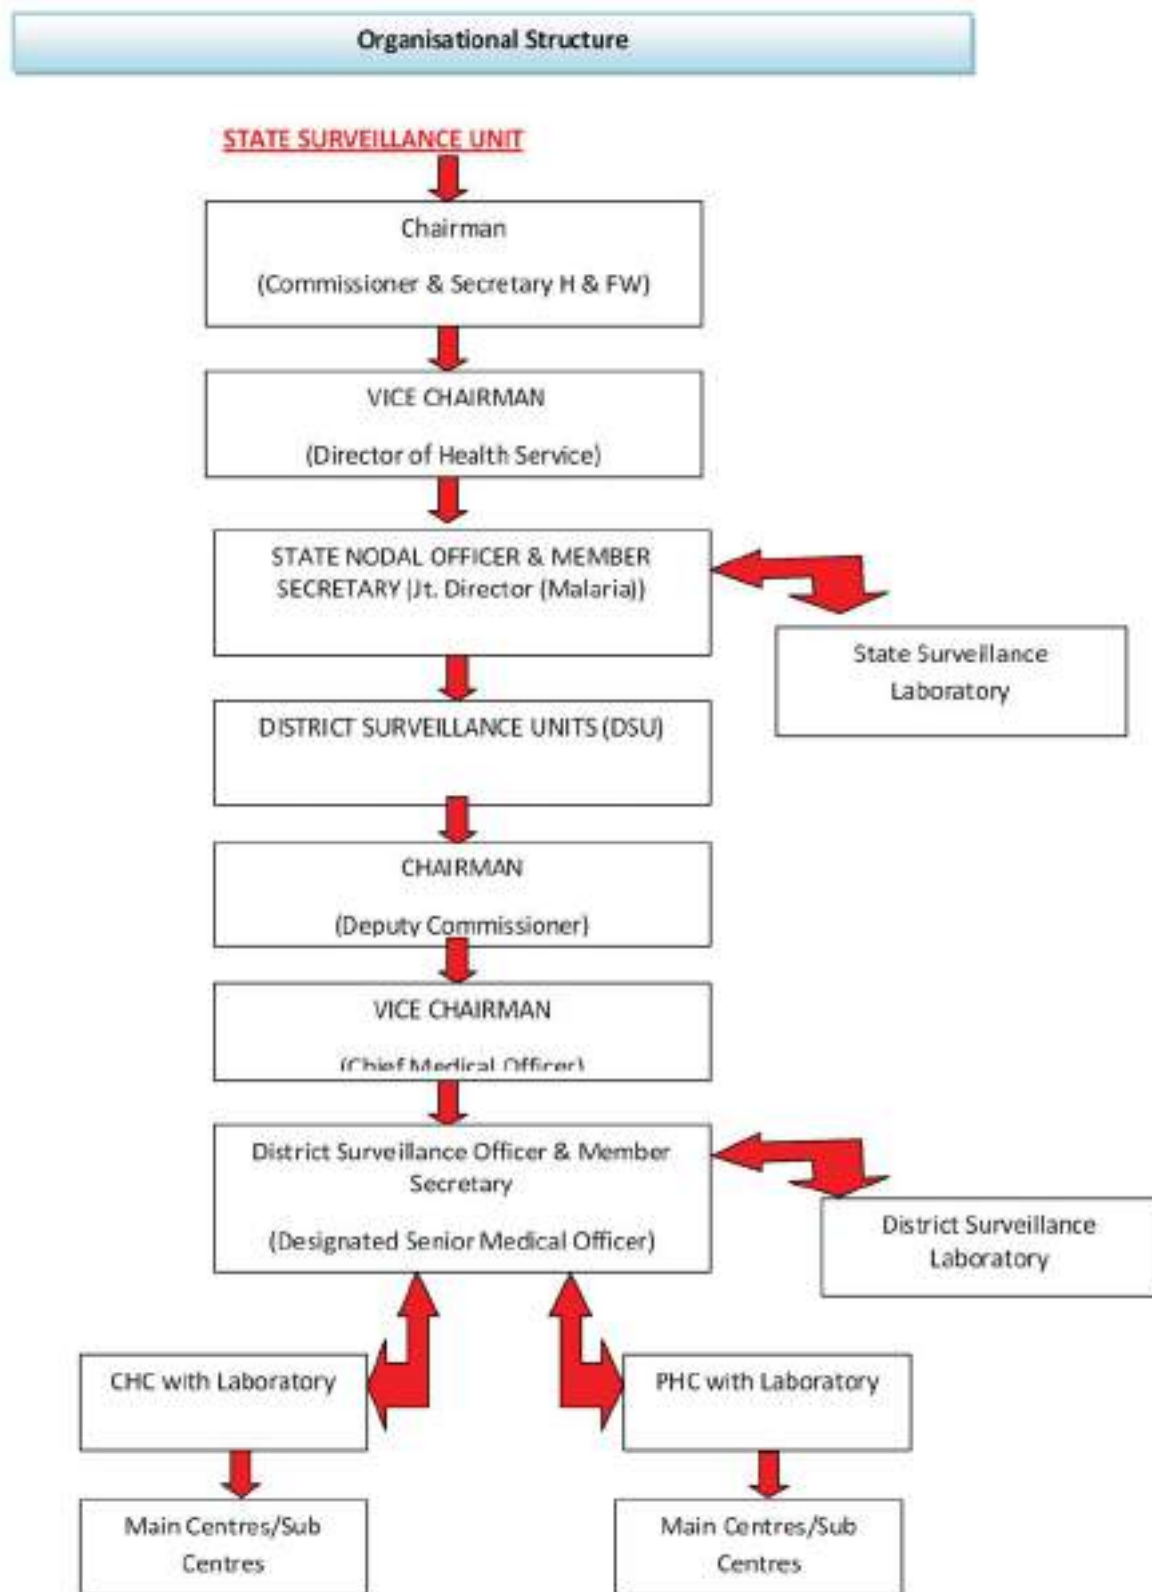 Organisational Structure
STATE SURVEILLANCE UNIT
Chairman
(Commissioner & Secretary H & FW)
VICE CHAIRMAN
(Director of Health Service)
STATE NODAL OFFICER & MEMBER
SECRETARY (Jt. Director (Malaria))
State Surveillance
Laboratory
DISTRICT SURVEILLANCE UNITS (DSU)
CHAIRMAN
(Deputy Commissioner)
VICE CHAIRMAN
(Chief Medical Officer)
District Surveillance Officer & Member
Secretary
(Designated Senior Medical Officer)
District Surveillance
Laboratory
CHC with Laboratory
PHC with Laboratory
Main Centres/Sub
Centres
Main Centres/Sub
Centres